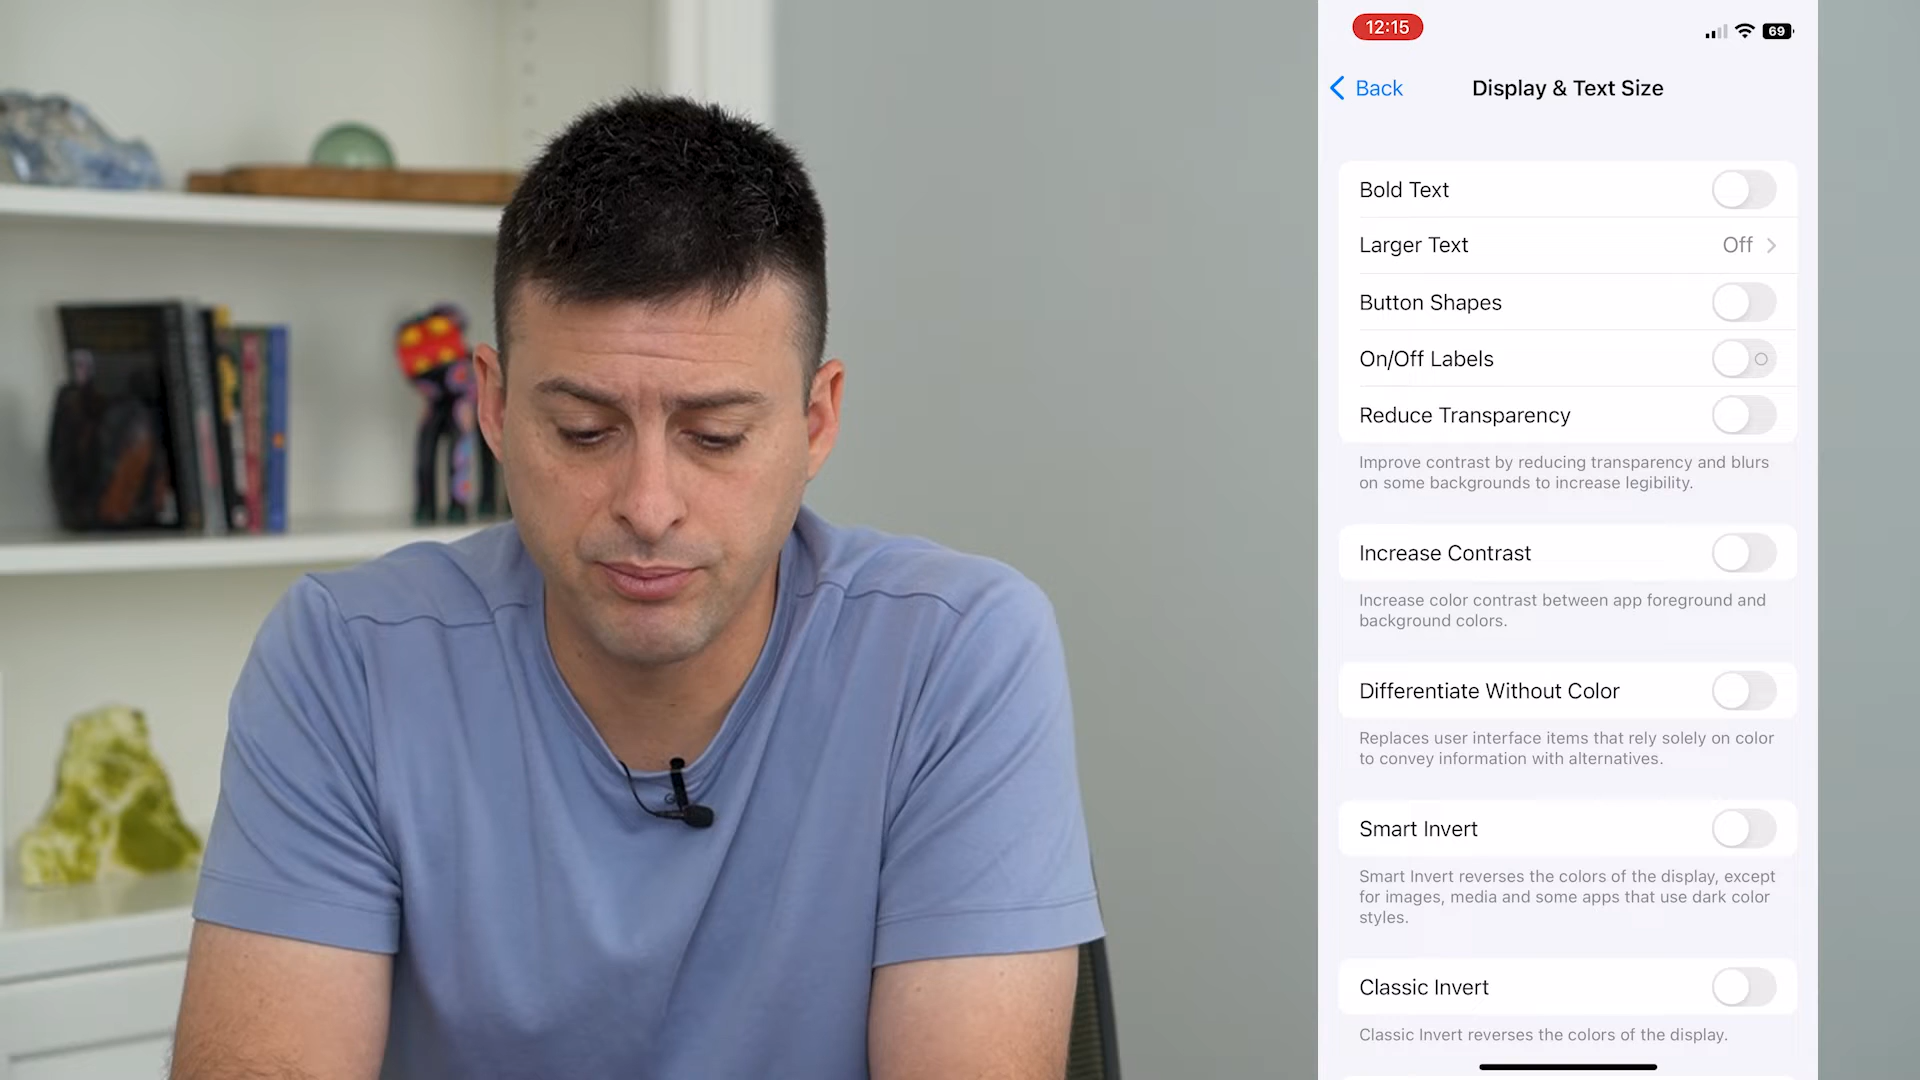 12:15
69
Back
Display & Text Size
Bold Text
Larger Text
Off
Button Shapes
On/Off Labels
Reduce Transparency
Improve contrast by reducing transparency and blurs
on some backgrounds to increase legibility.
Increase Contrast
Increase color contrast between app foreground and
background colors.
Differentiate Without Color
Replaces user interface items that rely solely on color
to convey information with alternatives.
Smart Invert
Smart Invert reverses the colors of the display, except
for images, media and some apps that use dark color
styles.
Classic Invert
Classic Invert reverses the colors of the display.